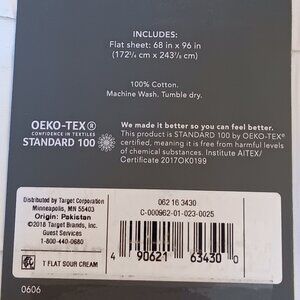 INCLUDES:
Flat sheet: 68 in x 96 in
(172¾ cm x 243⅞ cm)
100% Cotton.
Machine Wash. Tumble dry.
OEKO-TEX®
CONFIDENCE IN TEXTILES
STANDARD 100
We made it better so you can feel better.
This product is STANDARD 100 by OEKO-TEX®
certified, meaning it is free from harmful levels
of chemical substances. Institute AITEX/
Certificate 2017OK0199
Distributed by Target Corporation
Minneapolis, MN 55403
Origin: Pakistan
©2018 Target Brands, Inc.
Guest Services
1-800-440-0680
T FLAT SOUR CREAM
062 16 3430
C-000962-01-023-0025
4 90621 63430 0
0606